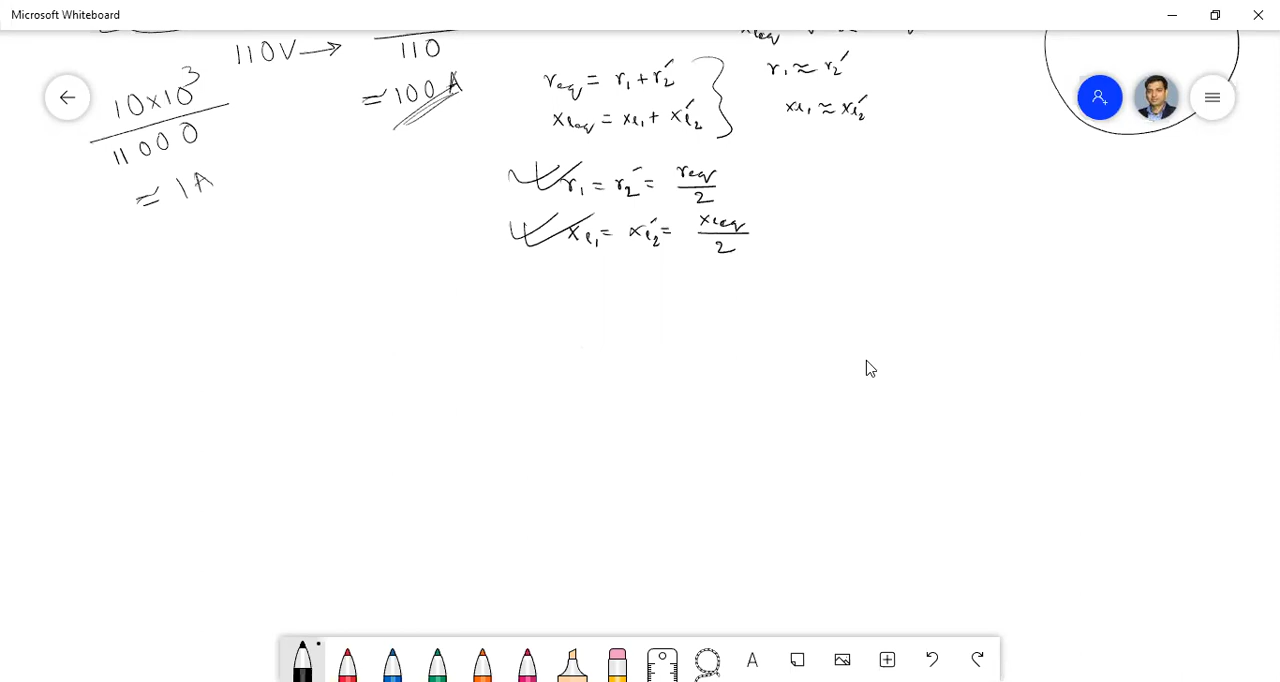 Microsoft Whiteboard
110V →
110
≈ 100 A
10×10³
11000
≈ 1A
r_eq = r₁ + r₂′
x_leq = x_l₁ + x_l₂′
r₁ ≈ r₂′
x_l₁ ≈ x_l₂′
r₁ = r₂′ = r_eq/2
x_l₁ = x_l₂′ = x_leq/2
A